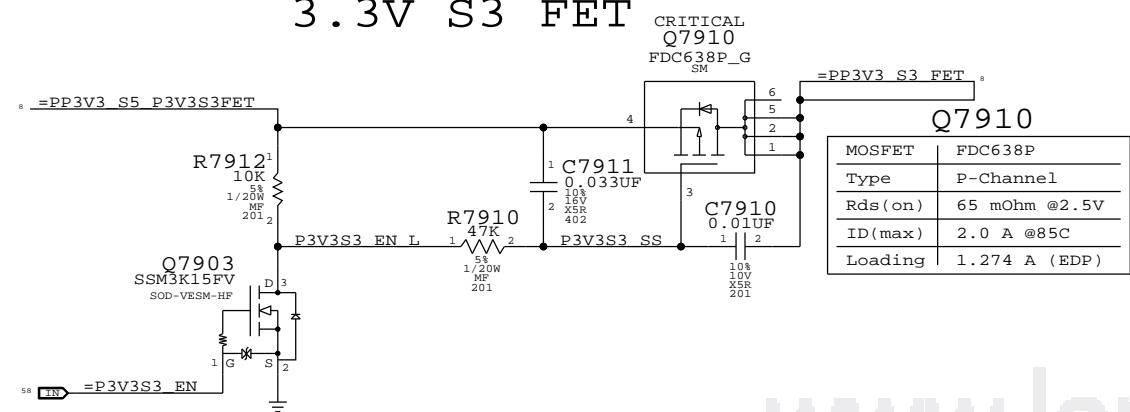 3.3V S3 FET
CRITICAL
Q7910
FDC638P_G
SM
8 =PP3V3_S5_P3V3S3FET
=PP3V3_S3_FET 8
4
6
5
2
1
3
R7912
10K
5%
1/20W
MF
201
1
2
C7911
0.033UF
10%
16V
X5R
402
1
2
R7910
47K
1 2
5%
1/20W
MF
201
P3V3S3_EN_L
P3V3S3_SS
C7910
0.01UF
1 2
10%
10V
X5R
201
Q7903
SSM3K15FV
SOD-VESM-HF
D 3
1 G
S 2
58 IN =P3V3S3_EN
Q7910
MOSFET FDC638P
Type P-Channel
Rds(on) 65 mOhm @2.5V
ID(max) 2.0 A @85C
Loading 1.274 A (EDP)